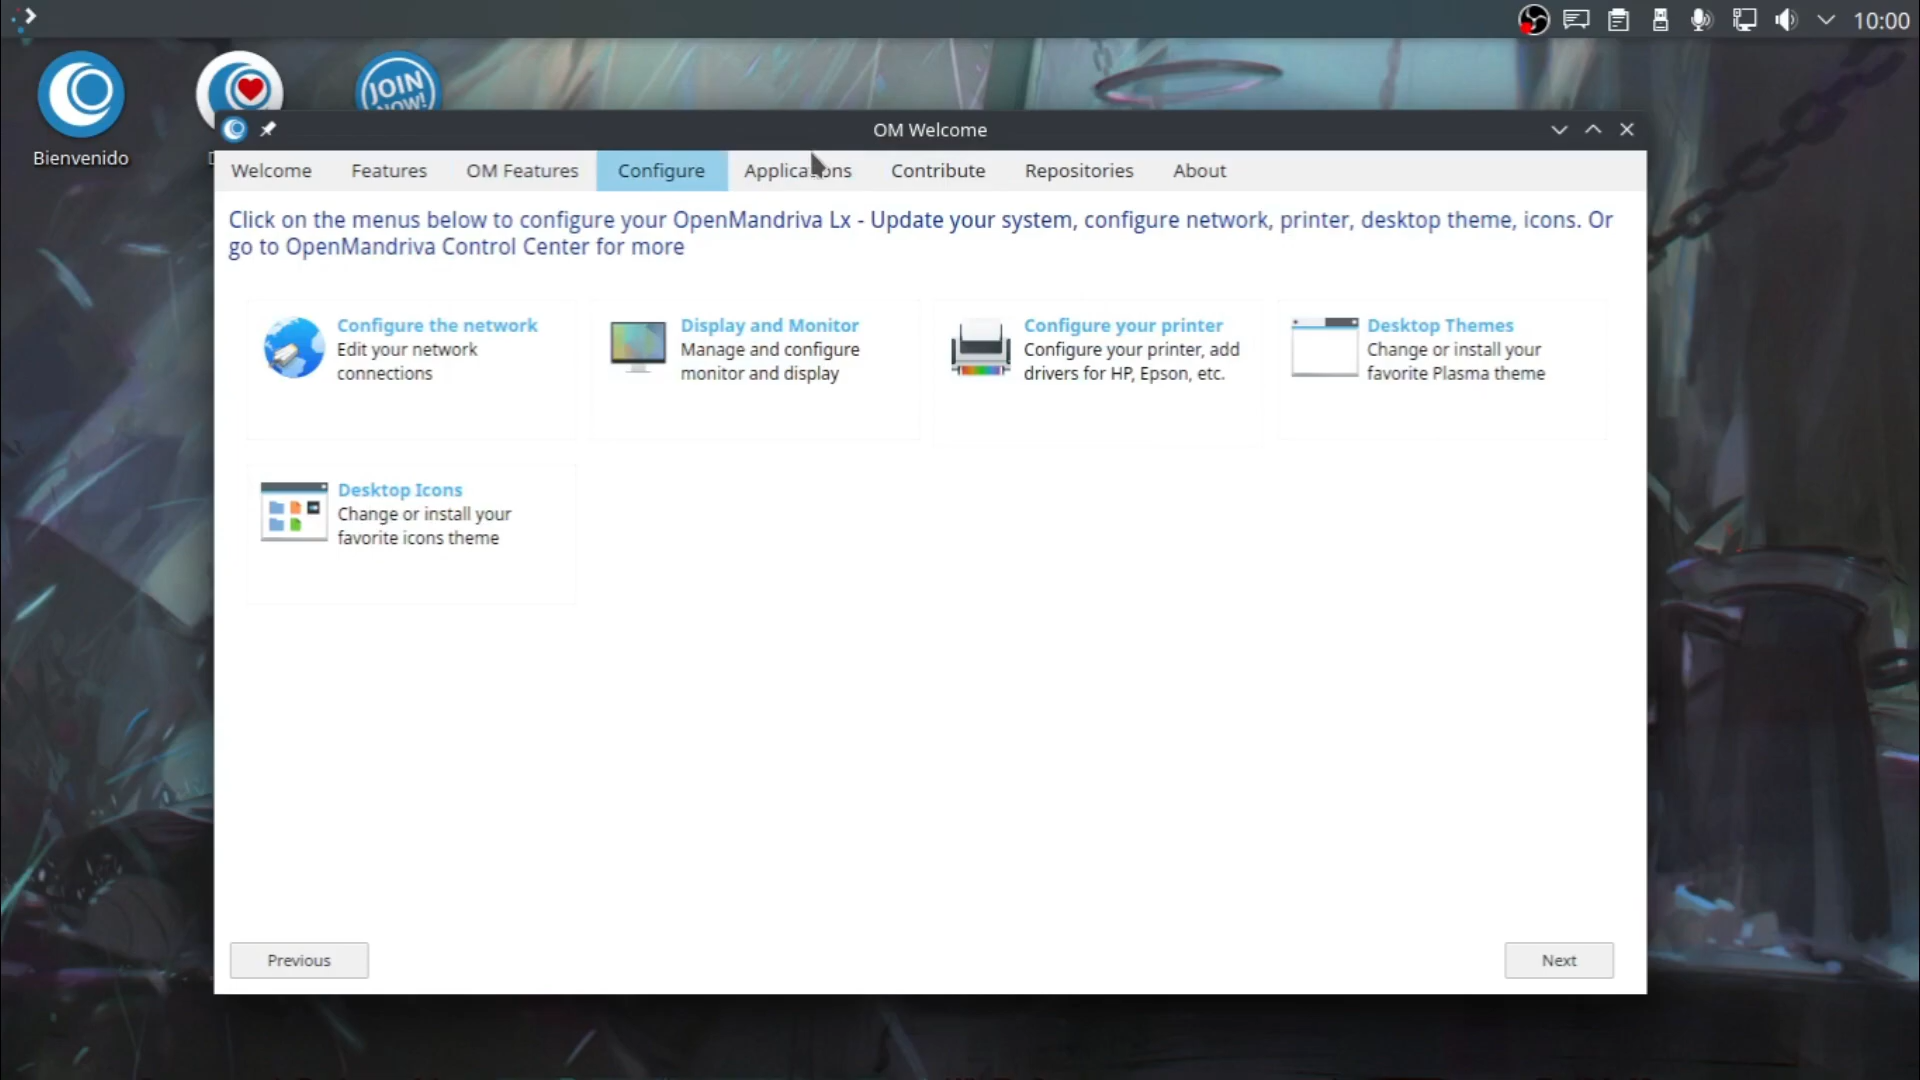 10:00
JOIN
NOW!
Bienvenido
OM Welcome
Welcome
Features
OM Features
Configure
Applications
Contribute
Repositories
About
Click on the menus below to configure your OpenMandriva Lx - Update your system, configure network, printer, desktop theme, icons. Or
go to OpenMandriva Control Center for more
Configure the network
Edit your network
connections
Display and Monitor
Manage and configure
monitor and display
Configure your printer
Configure your printer, add
drivers for HP, Epson, etc.
Desktop Themes
Change or install your
favorite Plasma theme
Desktop Icons
Change or install your
favorite icons theme
Previous
Next